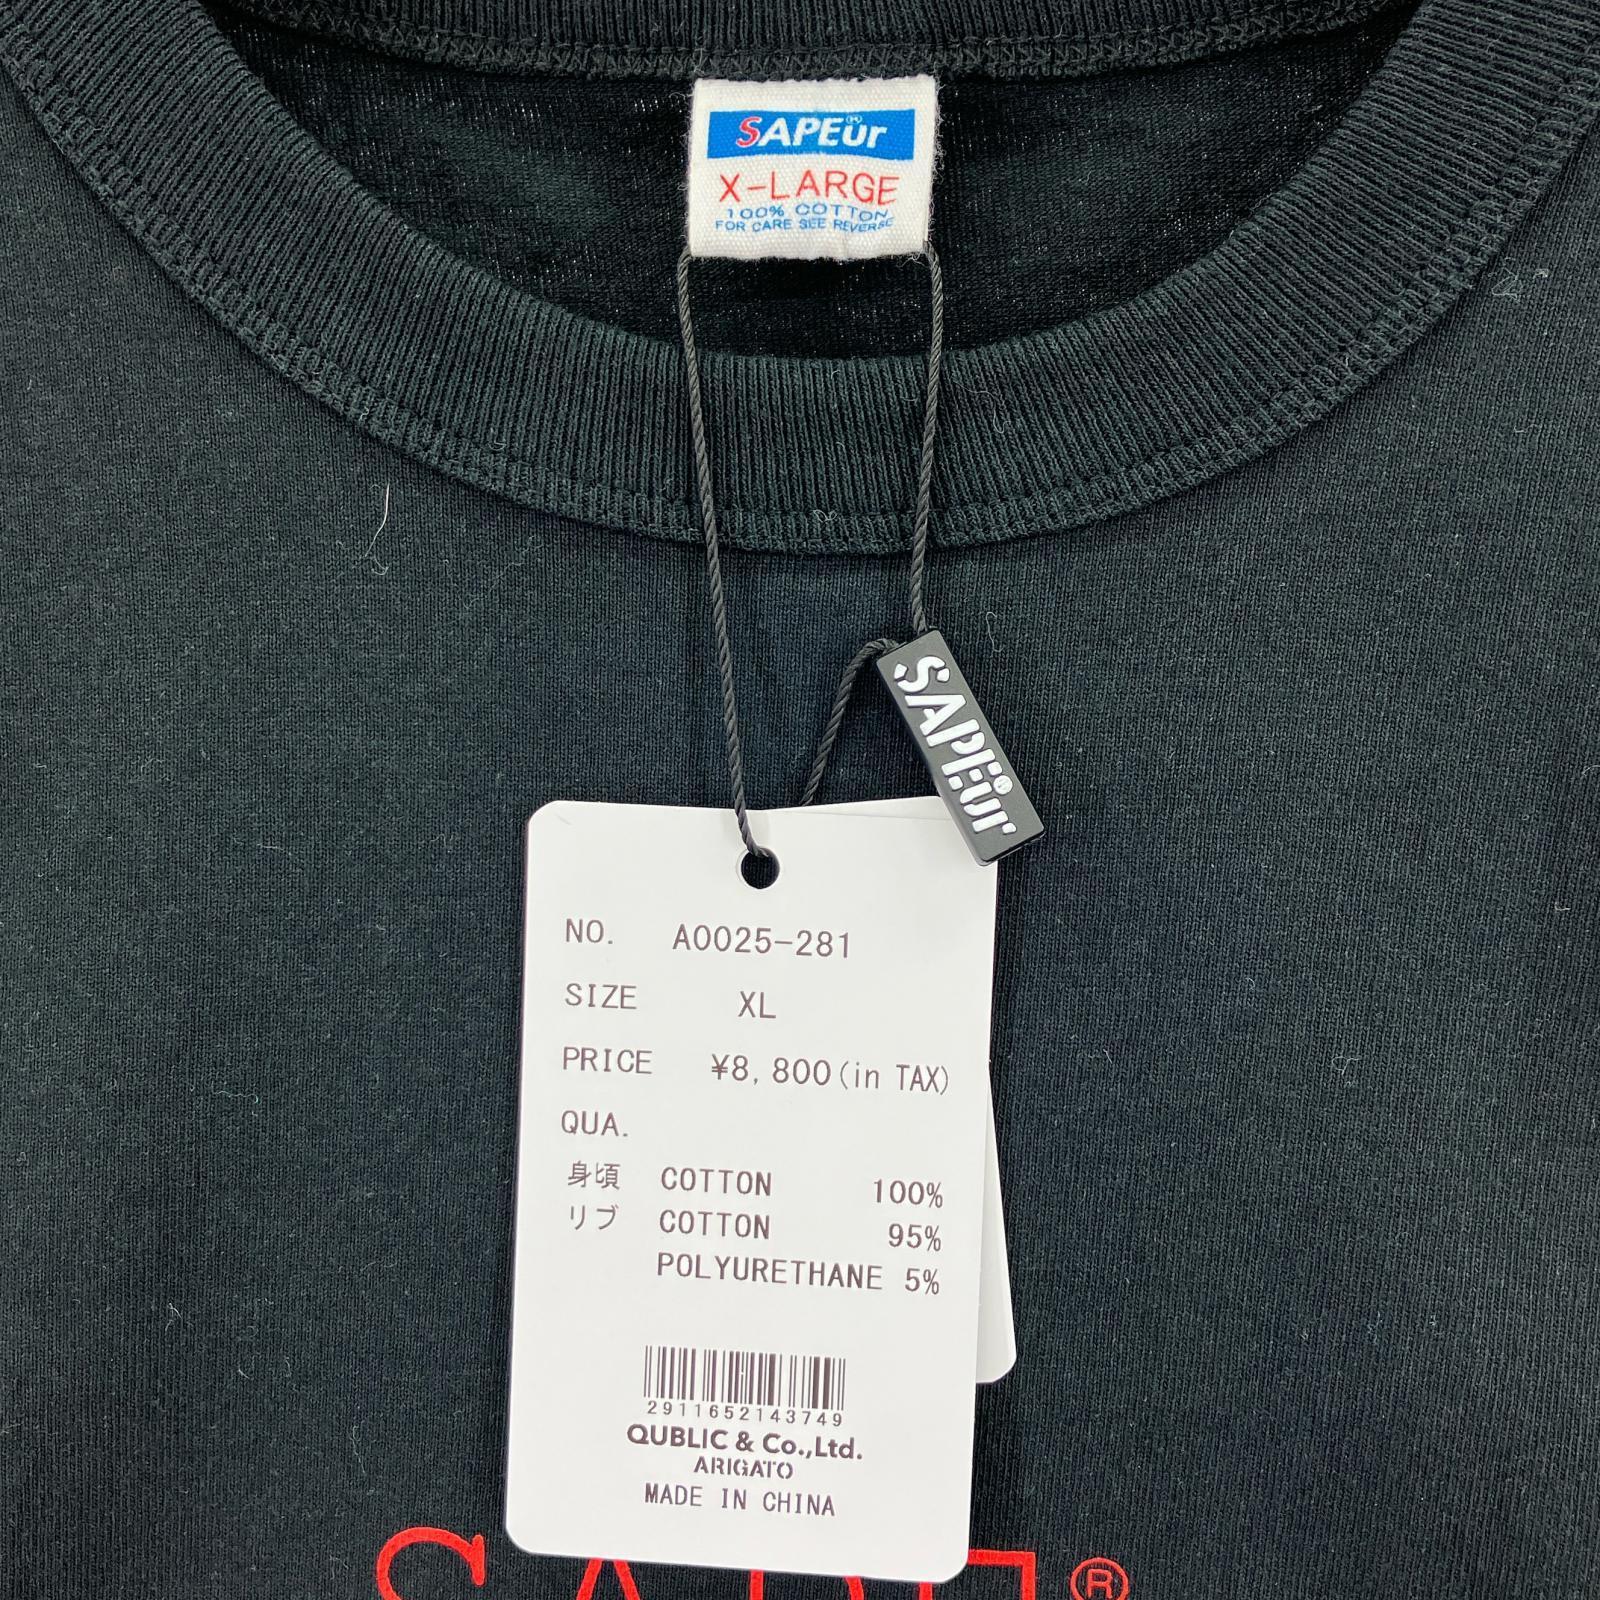 SAPEur®
X-LARGE
100% COTTON
FOR CARE SEE REVERSE
SAPEur®
NO. A0025-281
SIZE XL
PRICE ¥8,800(in TAX)
QUA.
身頃 COTTON 100%
リブ COTTON 95%
POLYURETHANE 5%
2911652143749
QUBLIC & Co.,Ltd.
ARIGATO
MADE IN CHINA
®